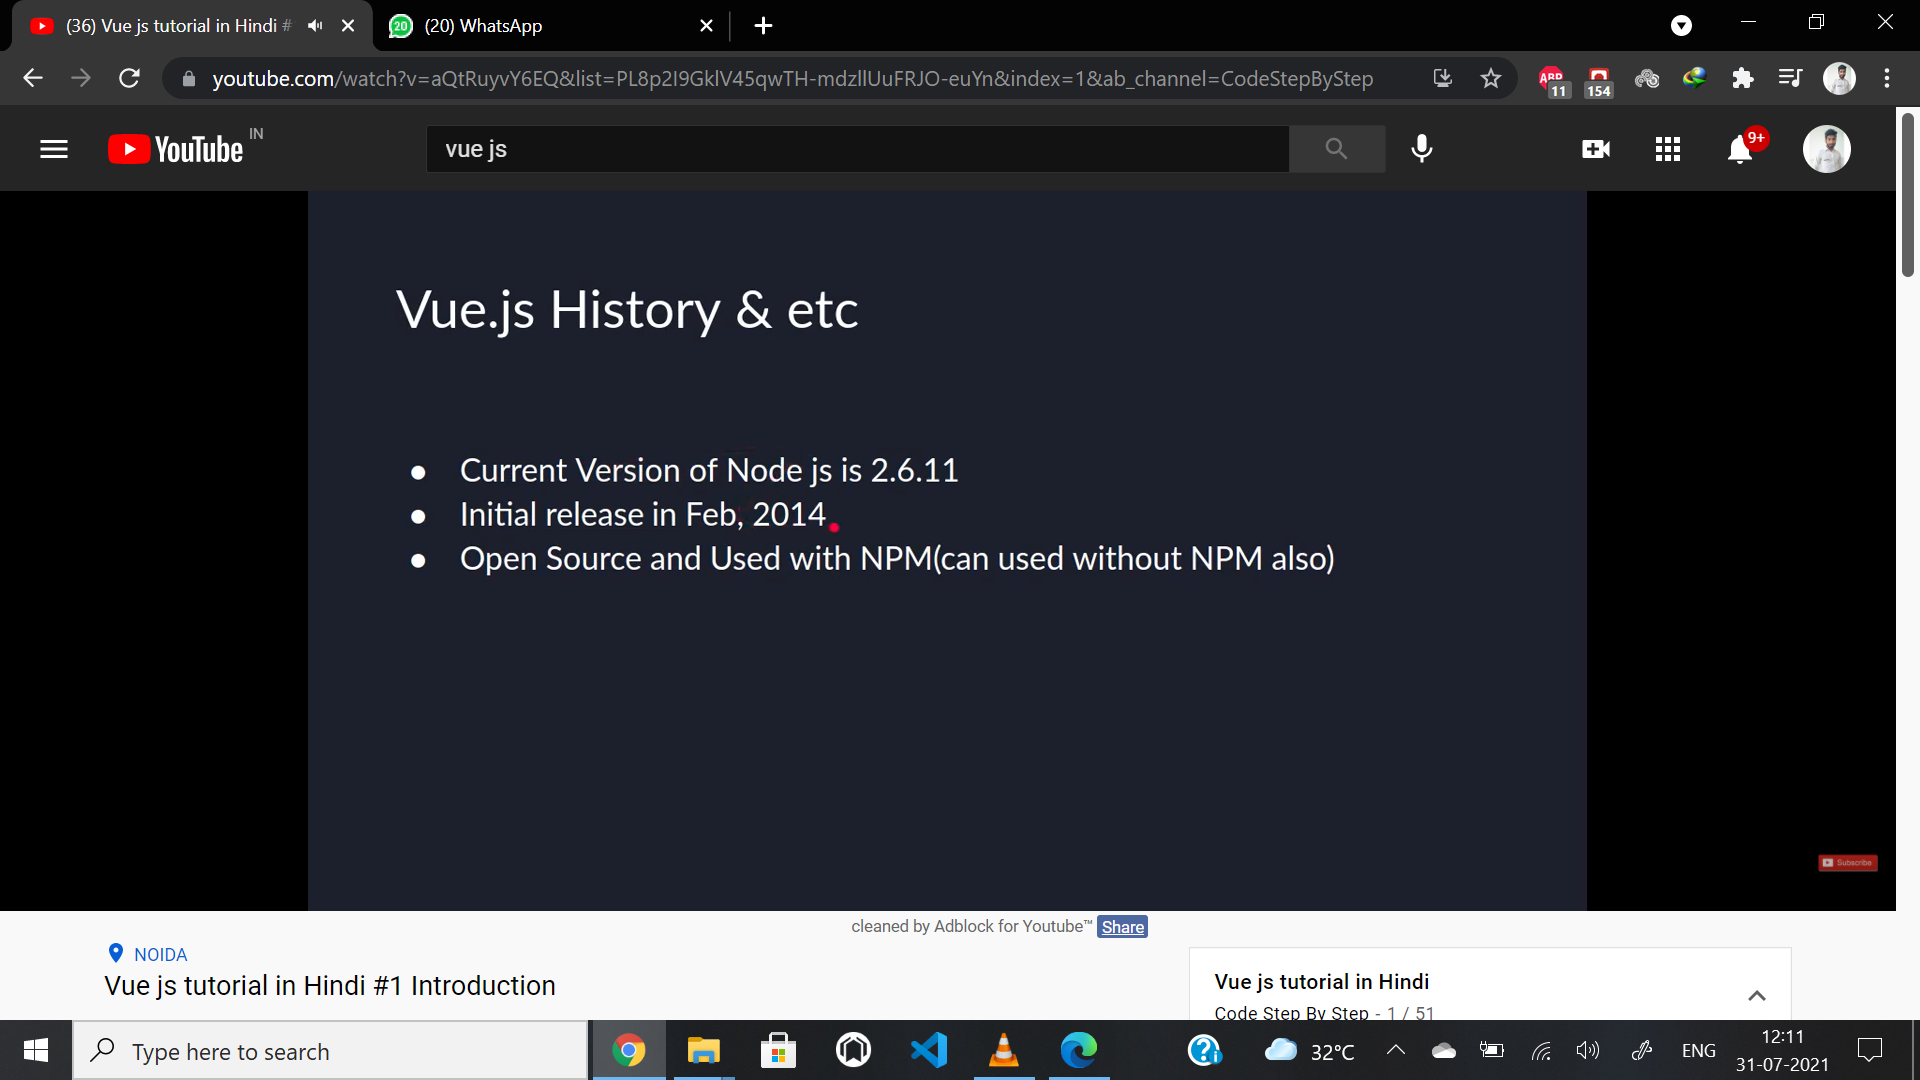 (36) Vue js tutorial in Hindi #
20
(20) WhatsApp
youtube.com/watch?v=aQtRuyvY6EQ&list=PL8p2I9GklV45qwTH-mdzllUuFRJO-euYn&index=1&ab_channel=CodeStepByStep
ABP
11
154
YouTube
IN
vue js
9+
Vue.js History & etc
● Current Version of Node js is 2.6.11
● Initial release in Feb, 2014
● Open Source and Used with NPM(can used without NPM also)
Subscribe
cleaned by Adblock for Youtube™ Share
NOIDA
Vue js tutorial in Hindi #1 Introduction
Vue js tutorial in Hindi
Code Step By Step - 1 / 51
Type here to search
32°C
ENG
12:11
31-07-2021